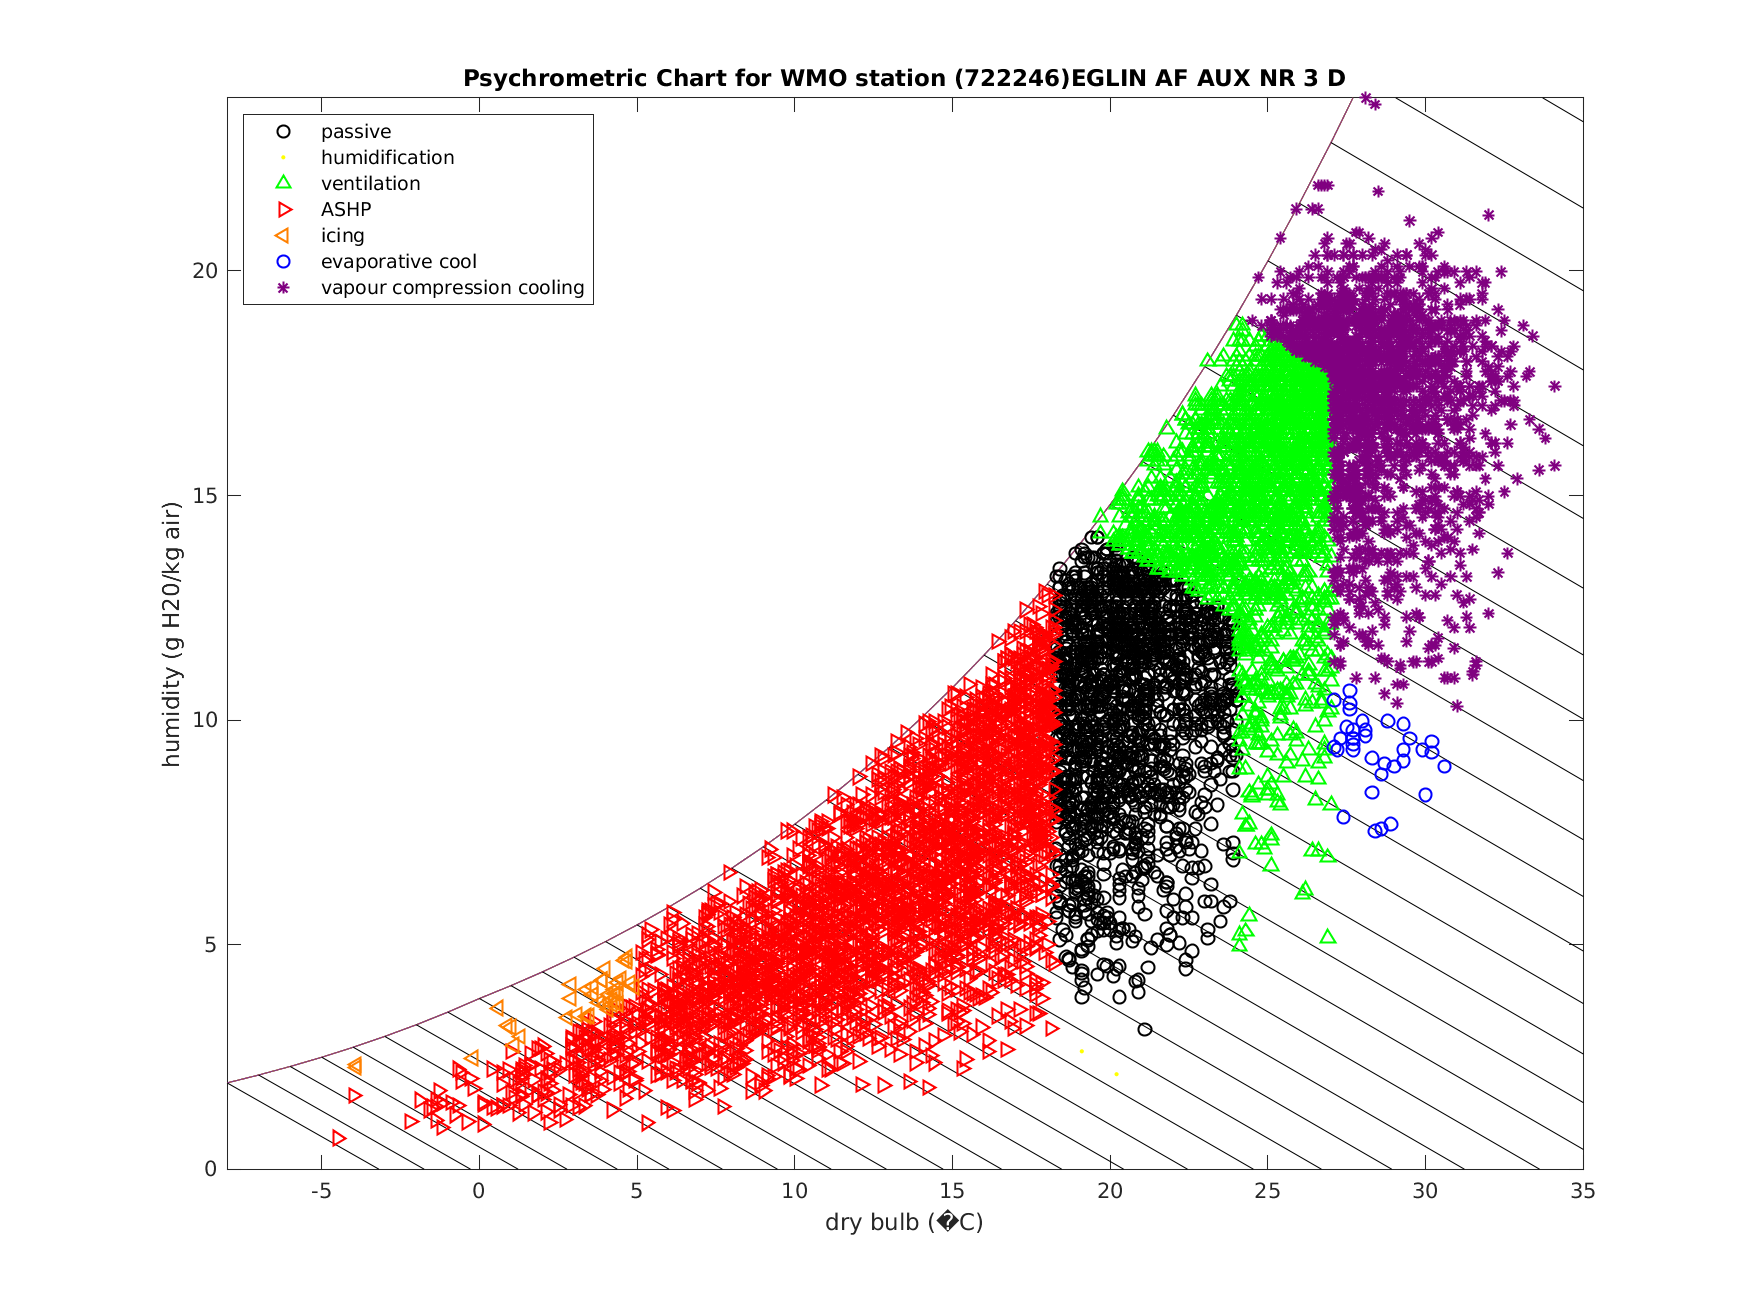 Psychrometric Chart for WMO station (722246)EGLIN AF AUX NR 3 D
passive
humidification
ventilation
ASHP
icing
evaporative cool
vapour compression cooling
20
15
10
5
0
humidity (g H20/kg air)
-5 0 5 10 15 20 25 30 35
dry bulb (�C)